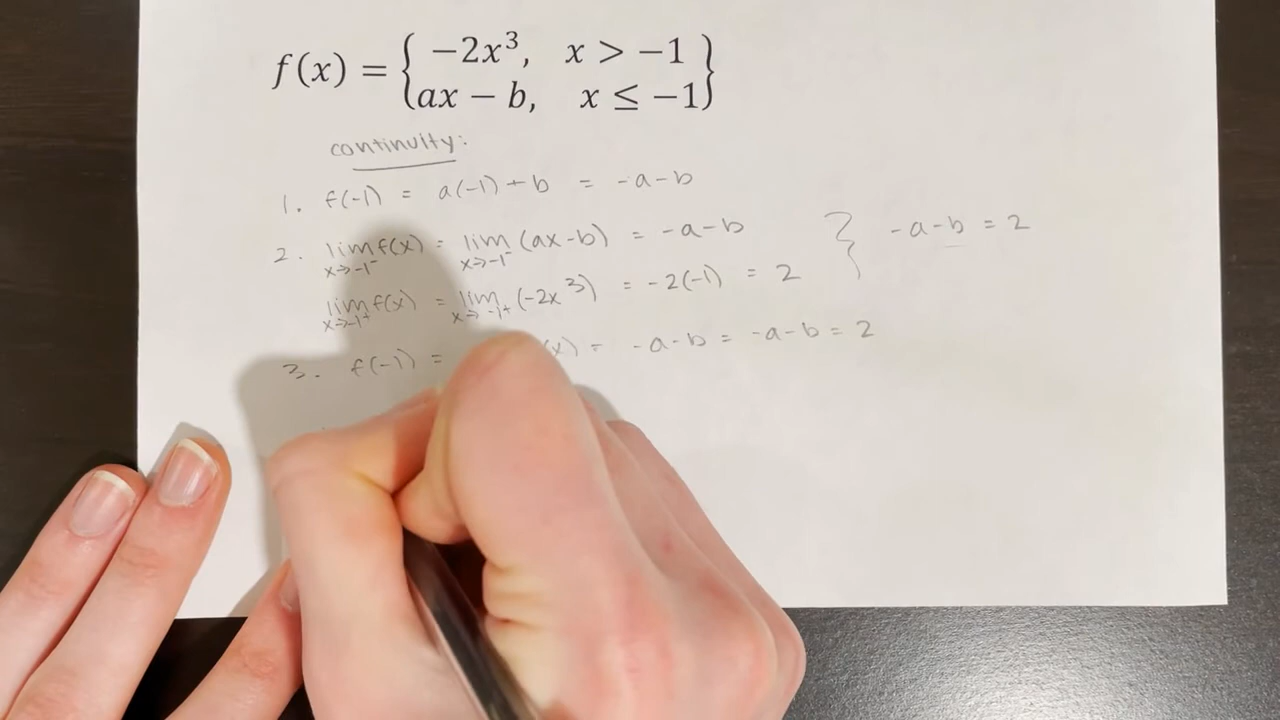 f(x) = { −2x³, x > −1 }
{ ax − b, x ≤ −1 }
continuity:
1. f(-1) = a(-1) - b = -a-b
2. lim f(x) = lim (ax-b) = -a-b } -a-b = 2
x→-1⁻ x→-1⁻
lim f(x) = lim (-2x³) = -2(-1) = 2
x→-1⁺ x→-1⁺
3. f(-1) = (x) = -a-b = -a-b = 2